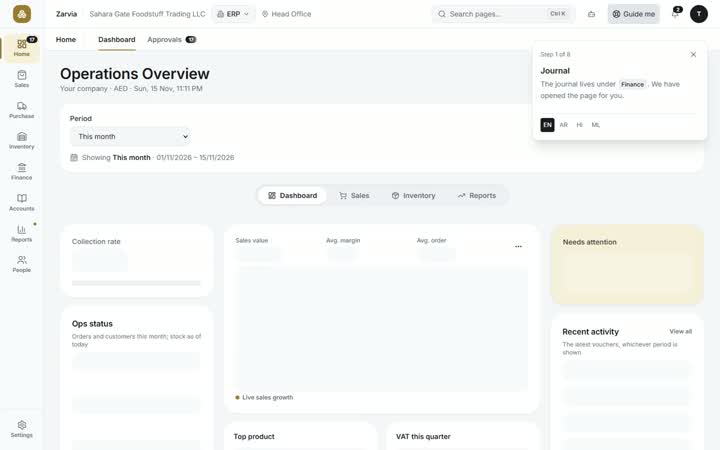 Zarvia
Sahara Gate Foodstuff Trading LLC
ERP
Head Office
Search pages...
Ctrl K
Guide me
2
T
17
Home
Sales
Purchase
Inventory
Finance
Accounts
Reports
People
Settings
Home
Dashboard
Approvals 17
Step 1 of 8
Journal
The journal lives under Finance. We have
opened the page for you.
EN AR HI ML
Operations Overview
Your company · AED · Sun, 15 Nov, 11:11 PM
Period
This month
Showing This month · 01/11/2026 – 15/11/2026
Dashboard
Sales
Inventory
Reports
Collection rate
Sales value
Avg. margin
Avg. order
Live sales growth
Needs attention
Ops status
Orders and customers this month; stock as of
today
Recent activity
View all
The latest vouchers, whichever period is
shown
Top product
VAT this quarter